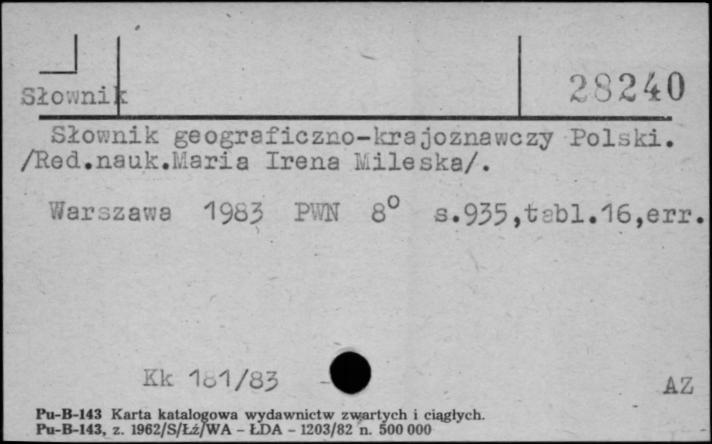 Słownik
28240
Słownik geograficzno-krajoznawczy Polski.
/Red.nauk.Maria Irena Mileska/.
Warszawa 1983 PWN 8° s.935,tabl.16,err.
Kk 181/83
AZ
Pu-B-143 Karta katalogowa wydawnictw zwartych i ciągłych.
Pu-B-143, z. 1962/S/Łż/WA - ŁDA - 1203/82 n. 500 000